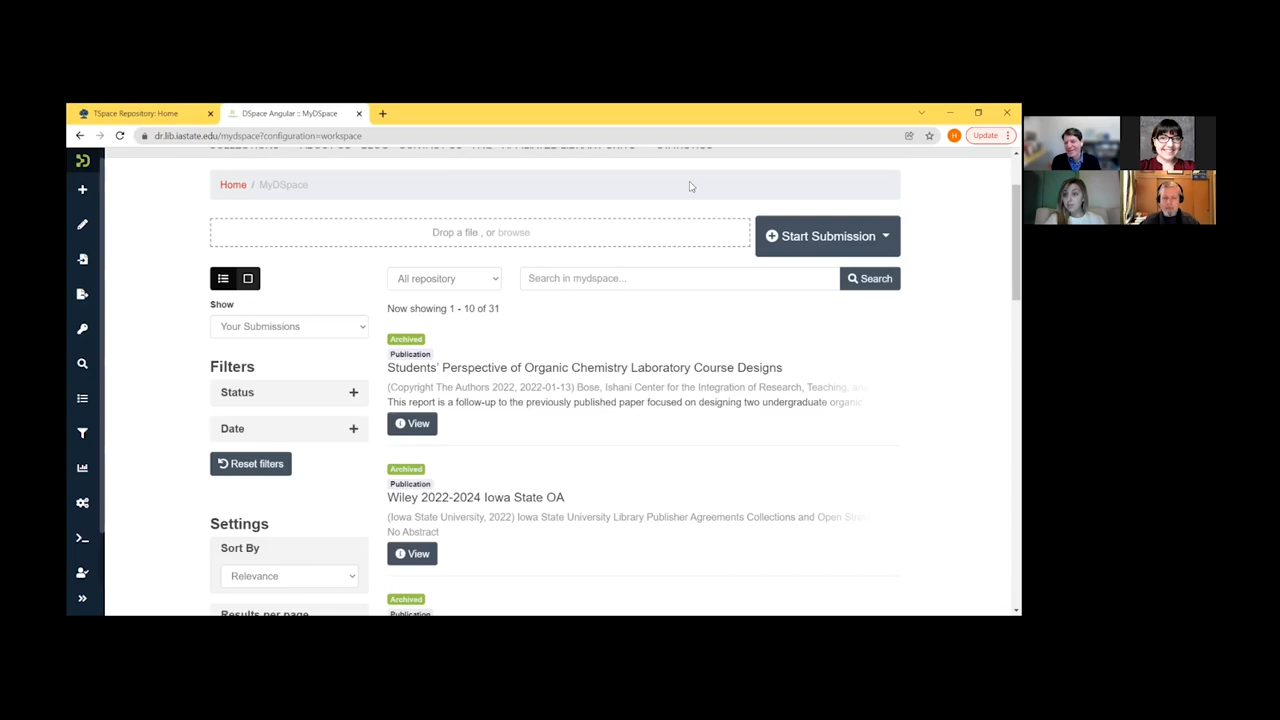 TSpace Repository: Home
DSpace Angular :: MyDSpace
dr.lib.iastate.edu/mydspace?configuration=workspace
H
Update
Home / MyDSpace
Drop a file , or browse
Start Submission
All repository
Search in mydspace...
Search
Show
Now showing 1 - 10 of 31
Your Submissions
Archived
Publication
Filters
Students' Perspective of Organic Chemistry Laboratory Course Designs
Status
(Copyright The Authors 2022, 2022-01-13) Bose, Ishani Center for the Integration of Research, Teaching, and
This report is a follow-up to the previously published paper focused on designing two undergraduate organic
Date
View
Reset filters
Archived
Publication
Wiley 2022-2024 Iowa State OA
Settings
(Iowa State University, 2022) Iowa State University Library Publisher Agreements Collections and Open
No Abstract
Sort By
View
Relevance
Archived
Results per page
Publication